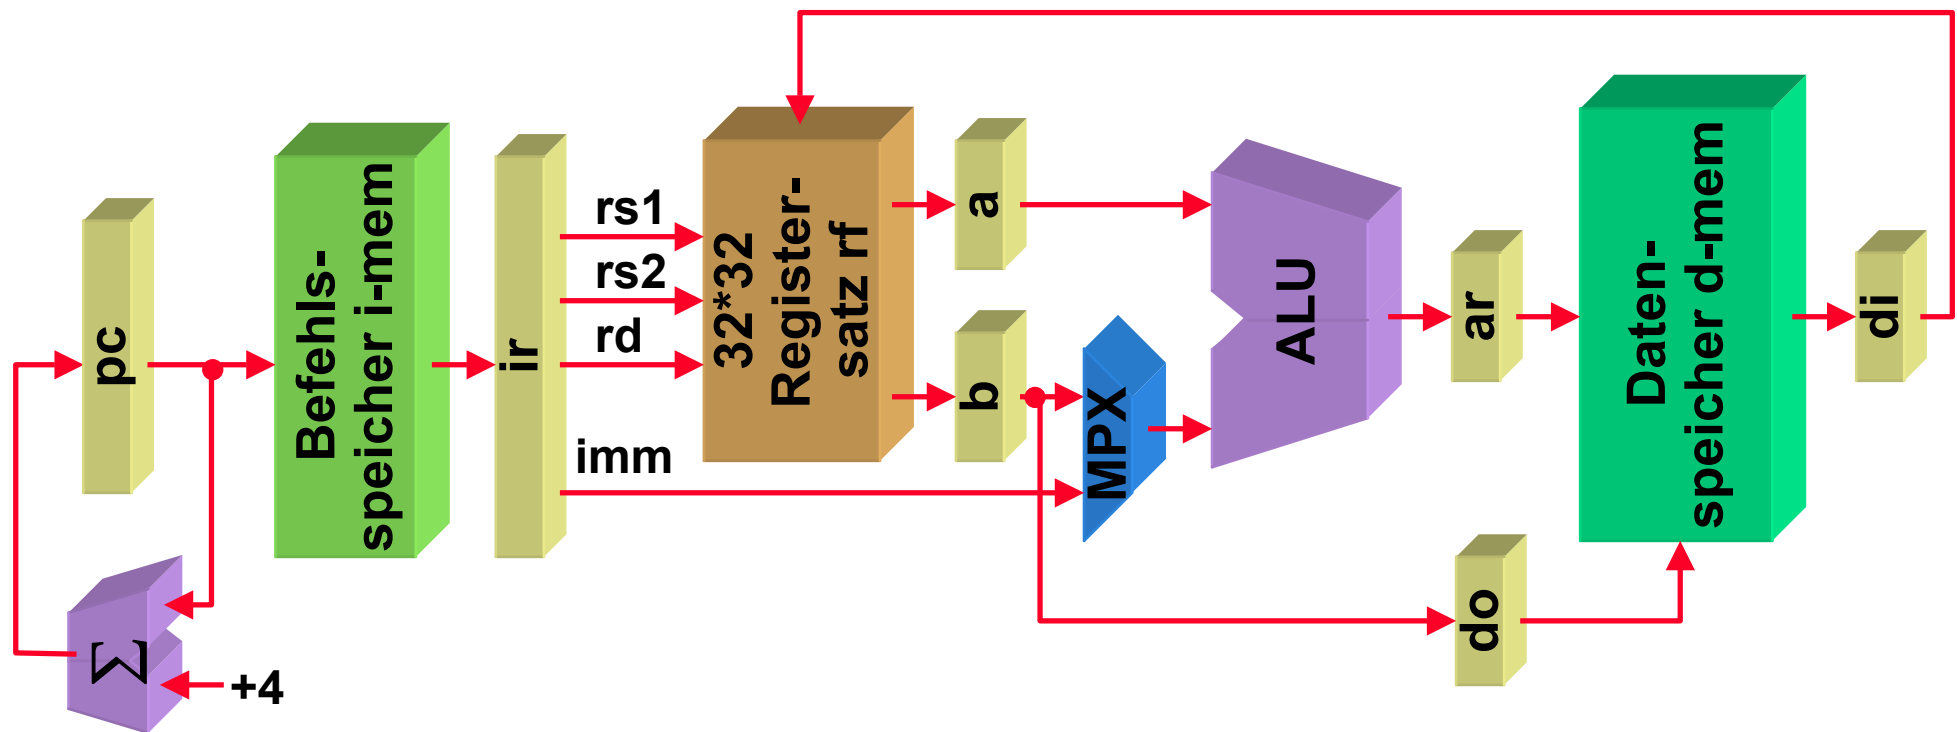 pc
Befehls-
speicher i-mem
ir
rs1
rs2
rd
imm
32*32
Register-
satz rf
a
b
MPX
ALU
ar
do
Daten-
speicher d-mem
di
Σ
+4